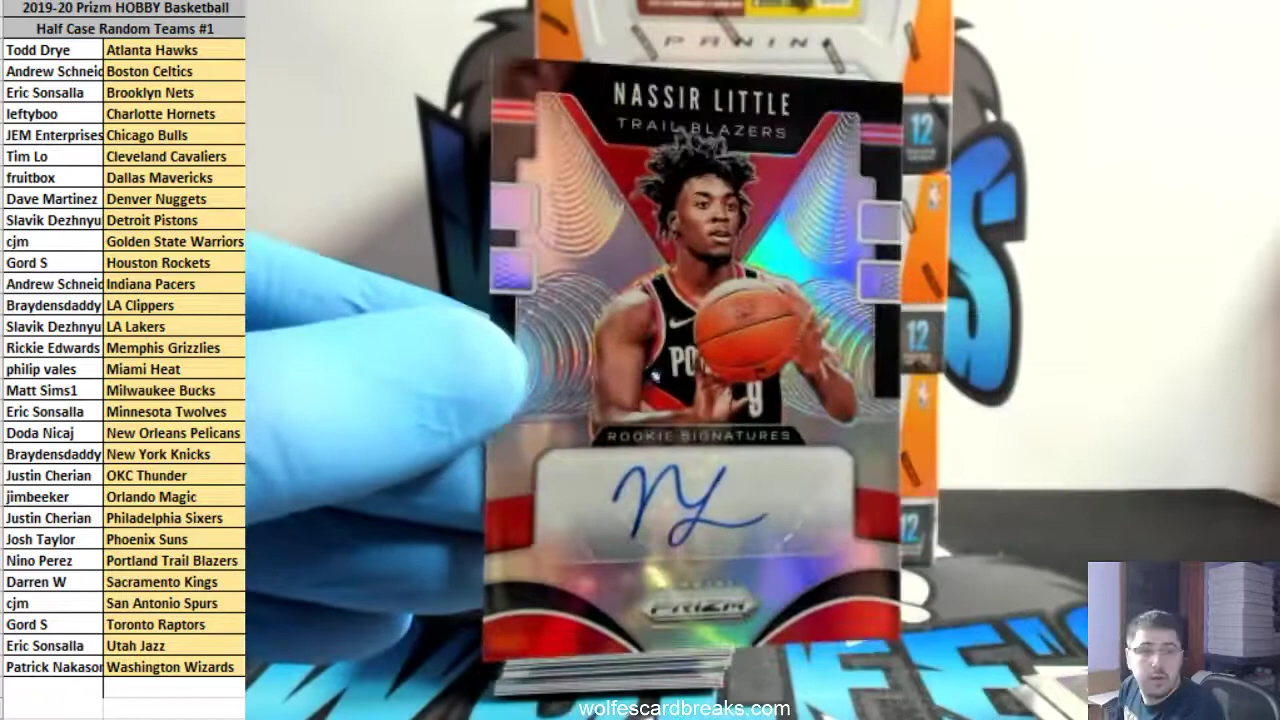 2019-20 Prizm HOBBY Basketball
Half Case Random Teams #1
Todd Drye Atlanta Hawks
Andrew Schneid Boston Celtics
Eric Sonsalla Brooklyn Nets
leftyboo Charlotte Hornets
JEM Enterprises Chicago Bulls
Tim Lo Cleveland Cavaliers
fruitbox Dallas Mavericks
Dave Martinez Denver Nuggets
Slavik Dezhnyu Detroit Pistons
cjm Golden State Warriors
Gord S Houston Rockets
Andrew Schneid Indiana Pacers
Braydensdaddy LA Clippers
Slavik Dezhnyu LA Lakers
Rickie Edwards Memphis Grizzlies
philip vales Miami Heat
Matt Sims1 Milwaukee Bucks
Eric Sonsalla Minnesota Twolves
Doda Nicaj New Orleans Pelicans
Braydensdaddy New York Knicks
Justin Cherian OKC Thunder
jimbeeker Orlando Magic
Justin Cherian Philadelphia Sixers
Josh Taylor Phoenix Suns
Nino Perez Portland Trail Blazers
Darren W Sacramento Kings
cjm San Antonio Spurs
Gord S Toronto Raptors
Eric Sonsalla Utah Jazz
Patrick Nakason Washington Wizards
PANINI
NASSIR LITTLE
TRAIL BLAZERS
12
12
12
PO
9
ROOKIE SIGNATURES
NL
PRIZM
wolfescardbreaks.com